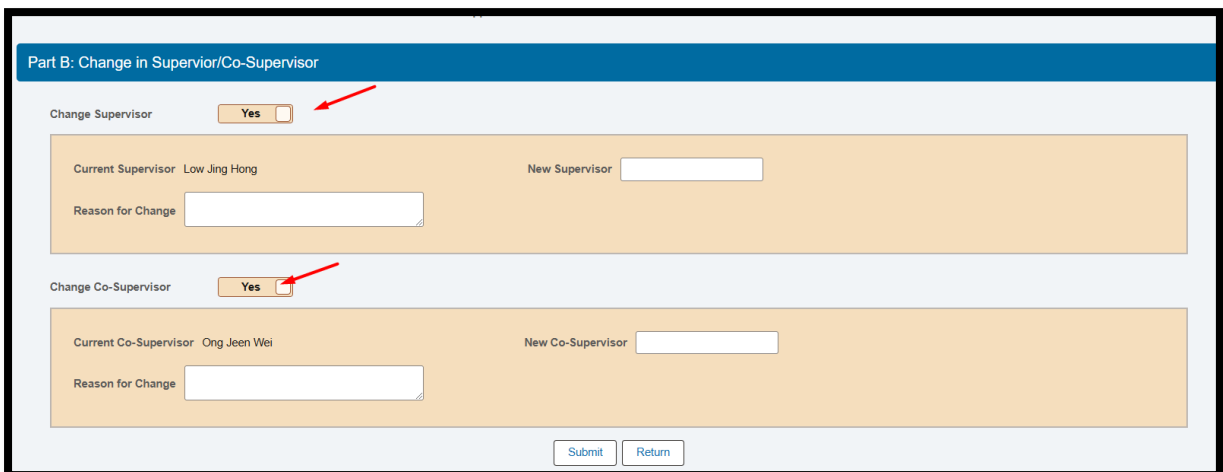 Part B: Change in Supervior/Co-Supervisor
Change Supervisor Yes
Current Supervisor Low Jing Hong New Supervisor
Reason for Change
Change Co-Supervisor Yes
Current Co-Supervisor Ong Jeen Wei New Co-Supervisor
Reason for Change
Submit Return